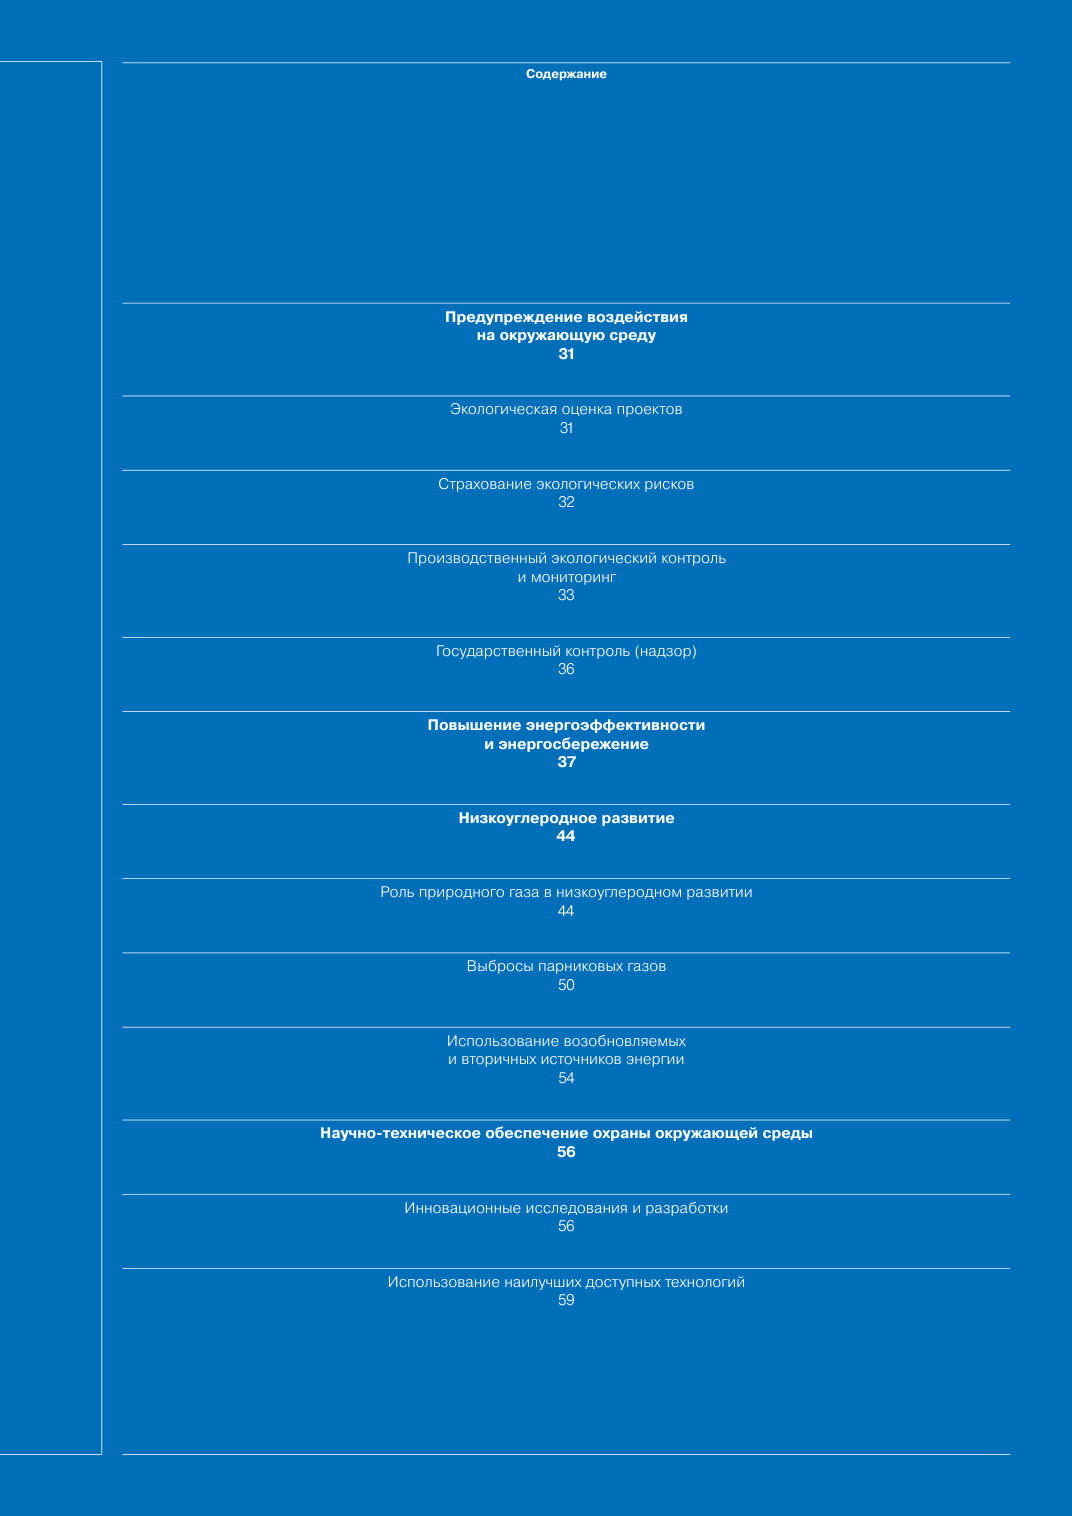 Содержание
Предупреждение воздействия
на окружающую среду
31
Экологическая оценка проектов
31
Страхование экологических рисков
32
Производственный экологический контроль
и мониторинг
33
Государственный контроль (надзор)
36
Повышение энергоэффективности
и энергосбережение
37
Низкоуглеродное развитие
44
Роль природного газа в низкоуглеродном развитии
44
Выбросы парниковых газов
50
Использование возобновляемых
и вторичных источников энергии
54
Научно-техническое обеспечение охраны окружающей среды
56
Инновационные исследования и разработки
56
Использование наилучших доступных технологий
59